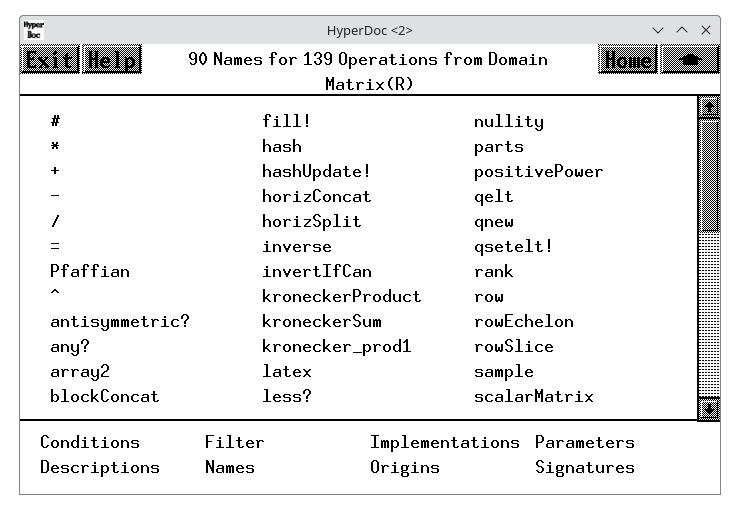 Hyper
Doc
HyperDoc <2>
Exit Help 90 Names for 139 Operations from Domain Home
Matrix(R)
# fill! nullity
* hash parts
+ hashUpdate! positivePower
- horizConcat qelt
/ horizSplit qnew
= inverse qsetelt!
Pfaffian invertIfCan rank
^ kroneckerProduct row
antisymmetric? kroneckerSum rowEchelon
any? kronecker_prod1 rowSlice
array2 latex sample
blockConcat less? scalarMatrix
Conditions Filter Implementations Parameters
Descriptions Names Origins Signatures